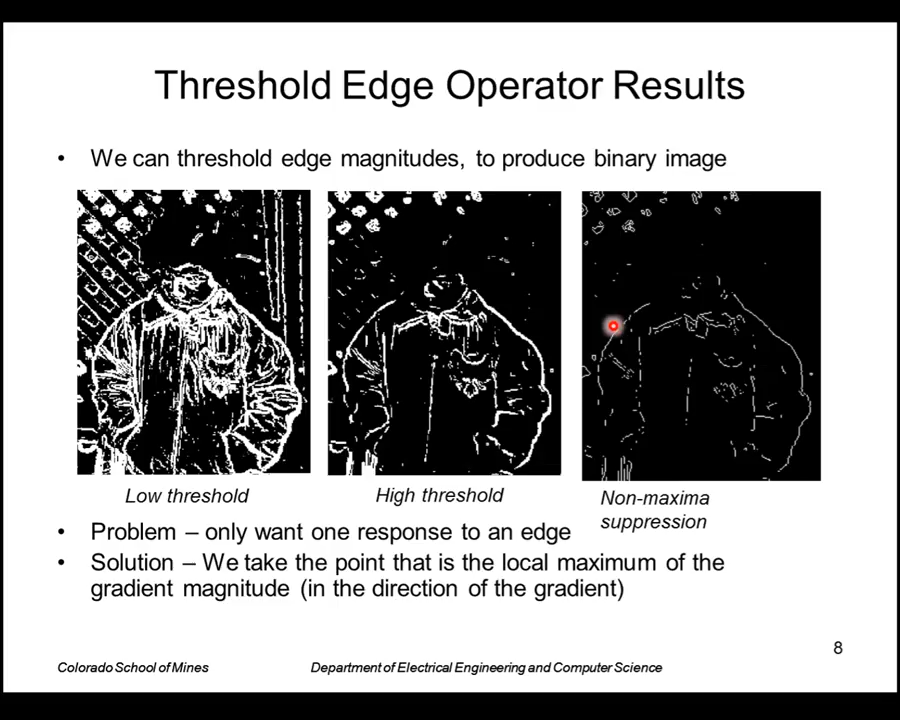 Threshold Edge Operator Results
• We can threshold edge magnitudes, to produce binary image
Low threshold
High threshold
Non-maxima
suppression
• Problem – only want one response to an edge
• Solution – We take the point that is the local maximum of the
gradient magnitude (in the direction of the gradient)
8
Colorado School of Mines
Department of Electrical Engineering and Computer Science